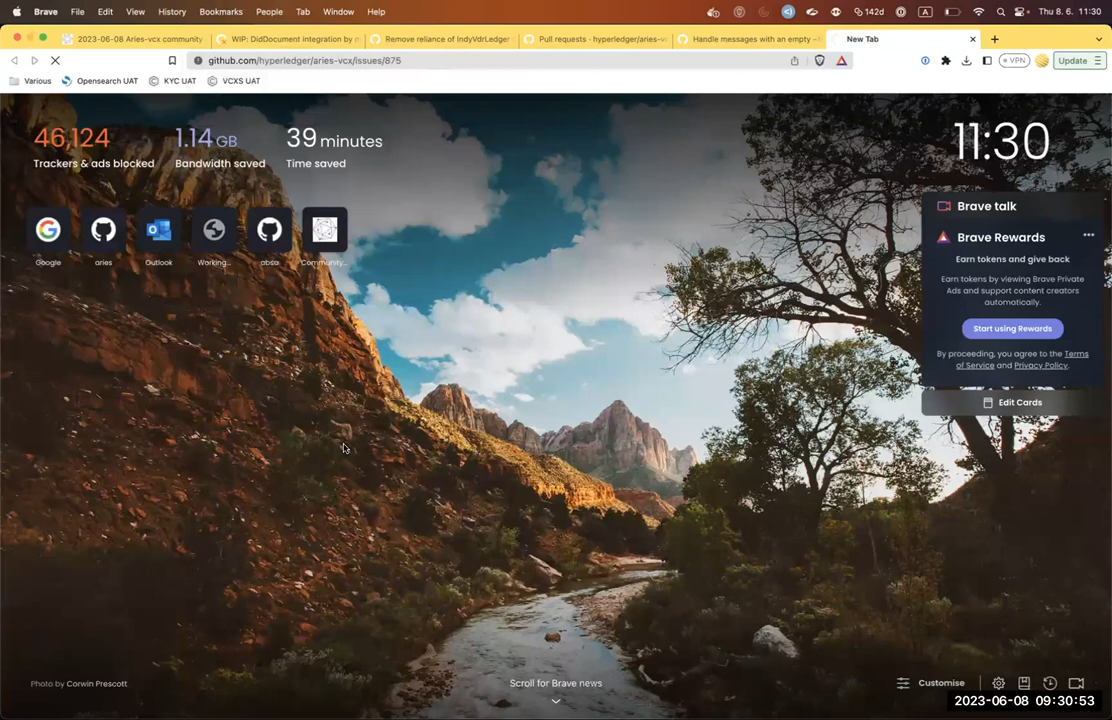 Brave File Edit View History Bookmarks People Tab Window Help
142d
A
Thu 8. 6. 11:30
2023-06-08 Aries-vcx community
WIP: DidDocument integration by m
Remove reliance of IndyVdrLedger
Pull requests · hyperledger/aries-vc
Handle messages with an empty ~
New Tab
github.com/hyperledger/aries-vcx/issues/875
VPN
Update
Various
Opensearch UAT
KYC UAT
VCXS UAT
46,124
Trackers & ads blocked
1.14 GB
Bandwidth saved
39 minutes
Time saved
11:30
Google
aries
Outlook
Working...
absa
Community...
Brave talk
Brave Rewards
Earn tokens and give back
Earn tokens by viewing Brave Private
Ads and support content creators
automatically.
Start using Rewards
By proceeding, you agree to the Terms
of Service and Privacy Policy.
Edit Cards
Photo by Corwin Prescott
Scroll for Brave news
Customise
2023-06-08 09:30:53